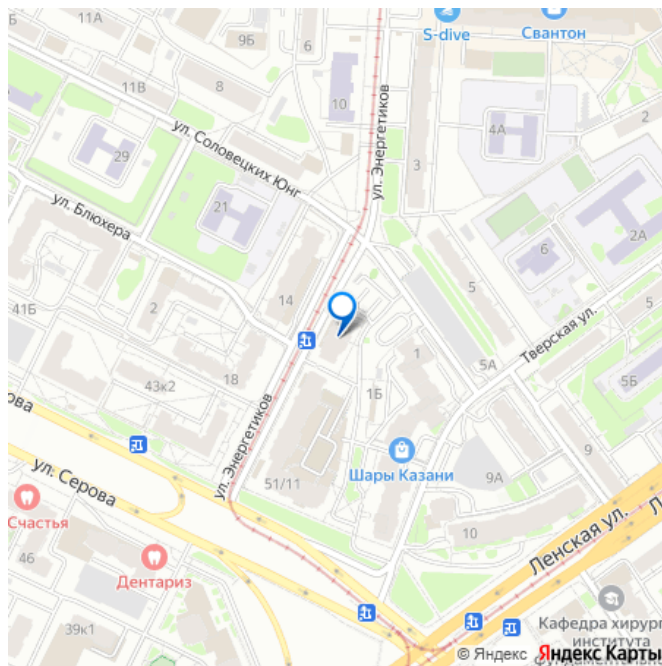 11А
9Б
6
S-dive
Свантон
11В
8
10
ул. Энергетиков
4А
2
3
29
ул. Соловецких Юнг
21
ул. Блюхера
6
2А
5
14
41Б
2
Тверская ул.
5
1
5А
43к2
18
1Б
5Б
рова
ул. Энергетиков
Шары Казани
9
9А
ул. Серова
51/11
Счастья
10
Ленская ул.
46
Дентариз
Кафедра хирург
39к1
института
© Яндекс Яндекс Карты